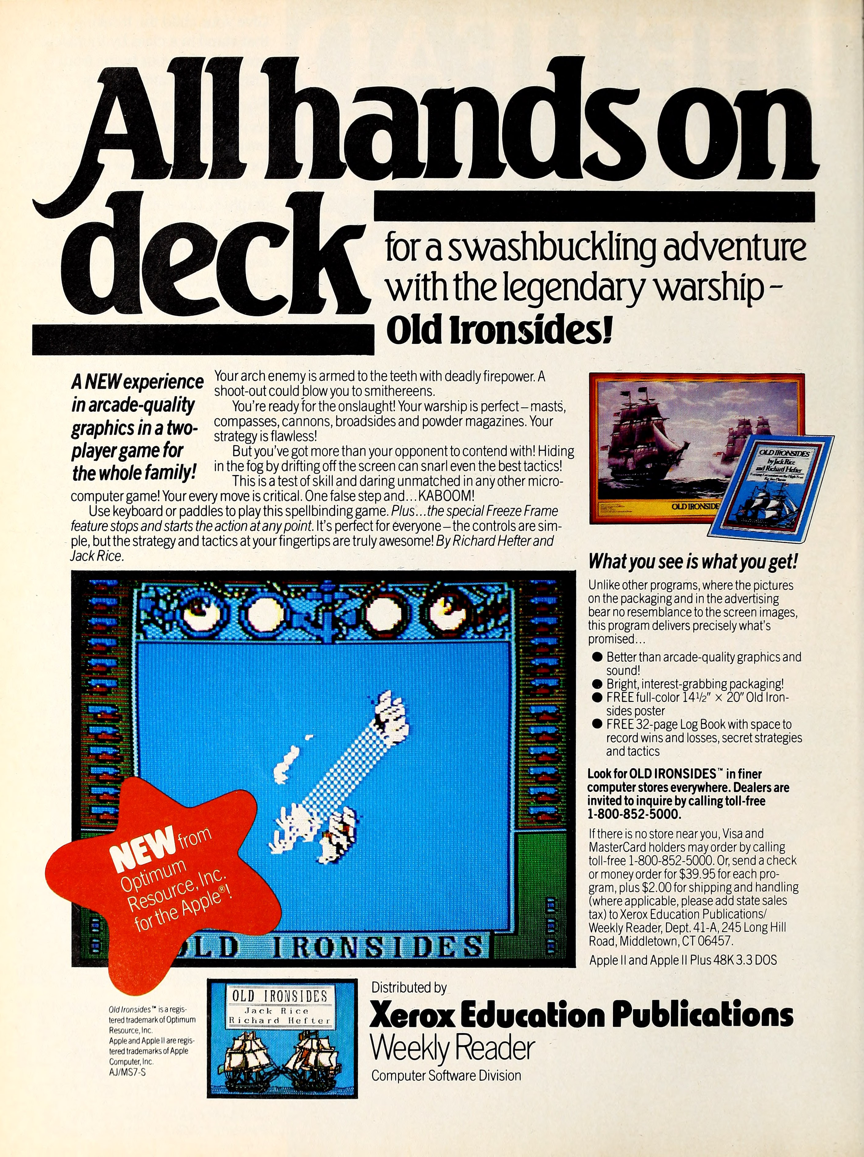 All hands on
deck
for a swashbuckling adventure
with the legendary warship –
Old Ironsides!
A NEW experience
in arcade-quality
graphics in a two-
player game for
the whole family!
Your arch enemy is armed to the teeth with deadly firepower. A
shoot-out could blow you to smithereens.
You're ready for the onslaught! Your warship is perfect – masts,
compasses, cannons, broadsides and powder magazines. Your
strategy is flawless!
But you've got more than your opponent to contend with! Hiding
in the fog by drifting off the screen can snarl even the best tactics!
This is a test of skill and daring unmatched in any other micro-
computer game! Your every move is critical. One false step and...KABOOM!
Use keyboard or paddles to play this spellbinding game. Plus...the special Freeze Frame
feature stops and starts the action at any point. It's perfect for everyone – the controls are sim-
ple, but the strategy and tactics at your fingertips are truly awesome! By Richard Hefter and
Jack Rice.
OLD IRONSIDE
OLD IRONSIDES
by Jack Rice
and Richard Hefter
What you see is what you get!
Unlike other programs, where the pictures
on the packaging and in the advertising
bear no resemblance to the screen images,
this program delivers precisely what's
promised...
● Better than arcade-quality graphics and
sound!
● Bright, interest-grabbing packaging!
● FREE full-color 14½" × 20" Old Iron-
sides poster
● FREE 32-page Log Book with space to
record wins and losses, secret strategies
and tactics
Look for OLD IRONSIDES™ in finer
computer stores everywhere. Dealers are
invited to inquire by calling toll-free
1-800-852-5000.
If there is no store near you, Visa and
MasterCard holders may order by calling
toll-free 1-800-852-5000. Or, send a check
or money order for $39.95 for each pro-
gram, plus $2.00 for shipping and handling
(where applicable, please add state sales
tax) to Xerox Education Publications/
Weekly Reader, Dept. 41-A, 245 Long Hill
Road, Middletown, CT 06457.
Apple II and Apple II Plus 48K 3.3 DOS
NEW from
Optimum
Resource, Inc.
for the Apple®!
OLD IRONSIDES
Old Ironsides™ is a regis-
tered trademark of Optimum
Resource, Inc.
Apple and Apple II are regis-
tered trademarks of Apple
Computer, Inc.
AJ/MS7-S
OLD IRONSIDES
Jack Rice
Richard Hefter
Distributed by
Xerox Education Publications
Weekly Reader
Computer Software Division